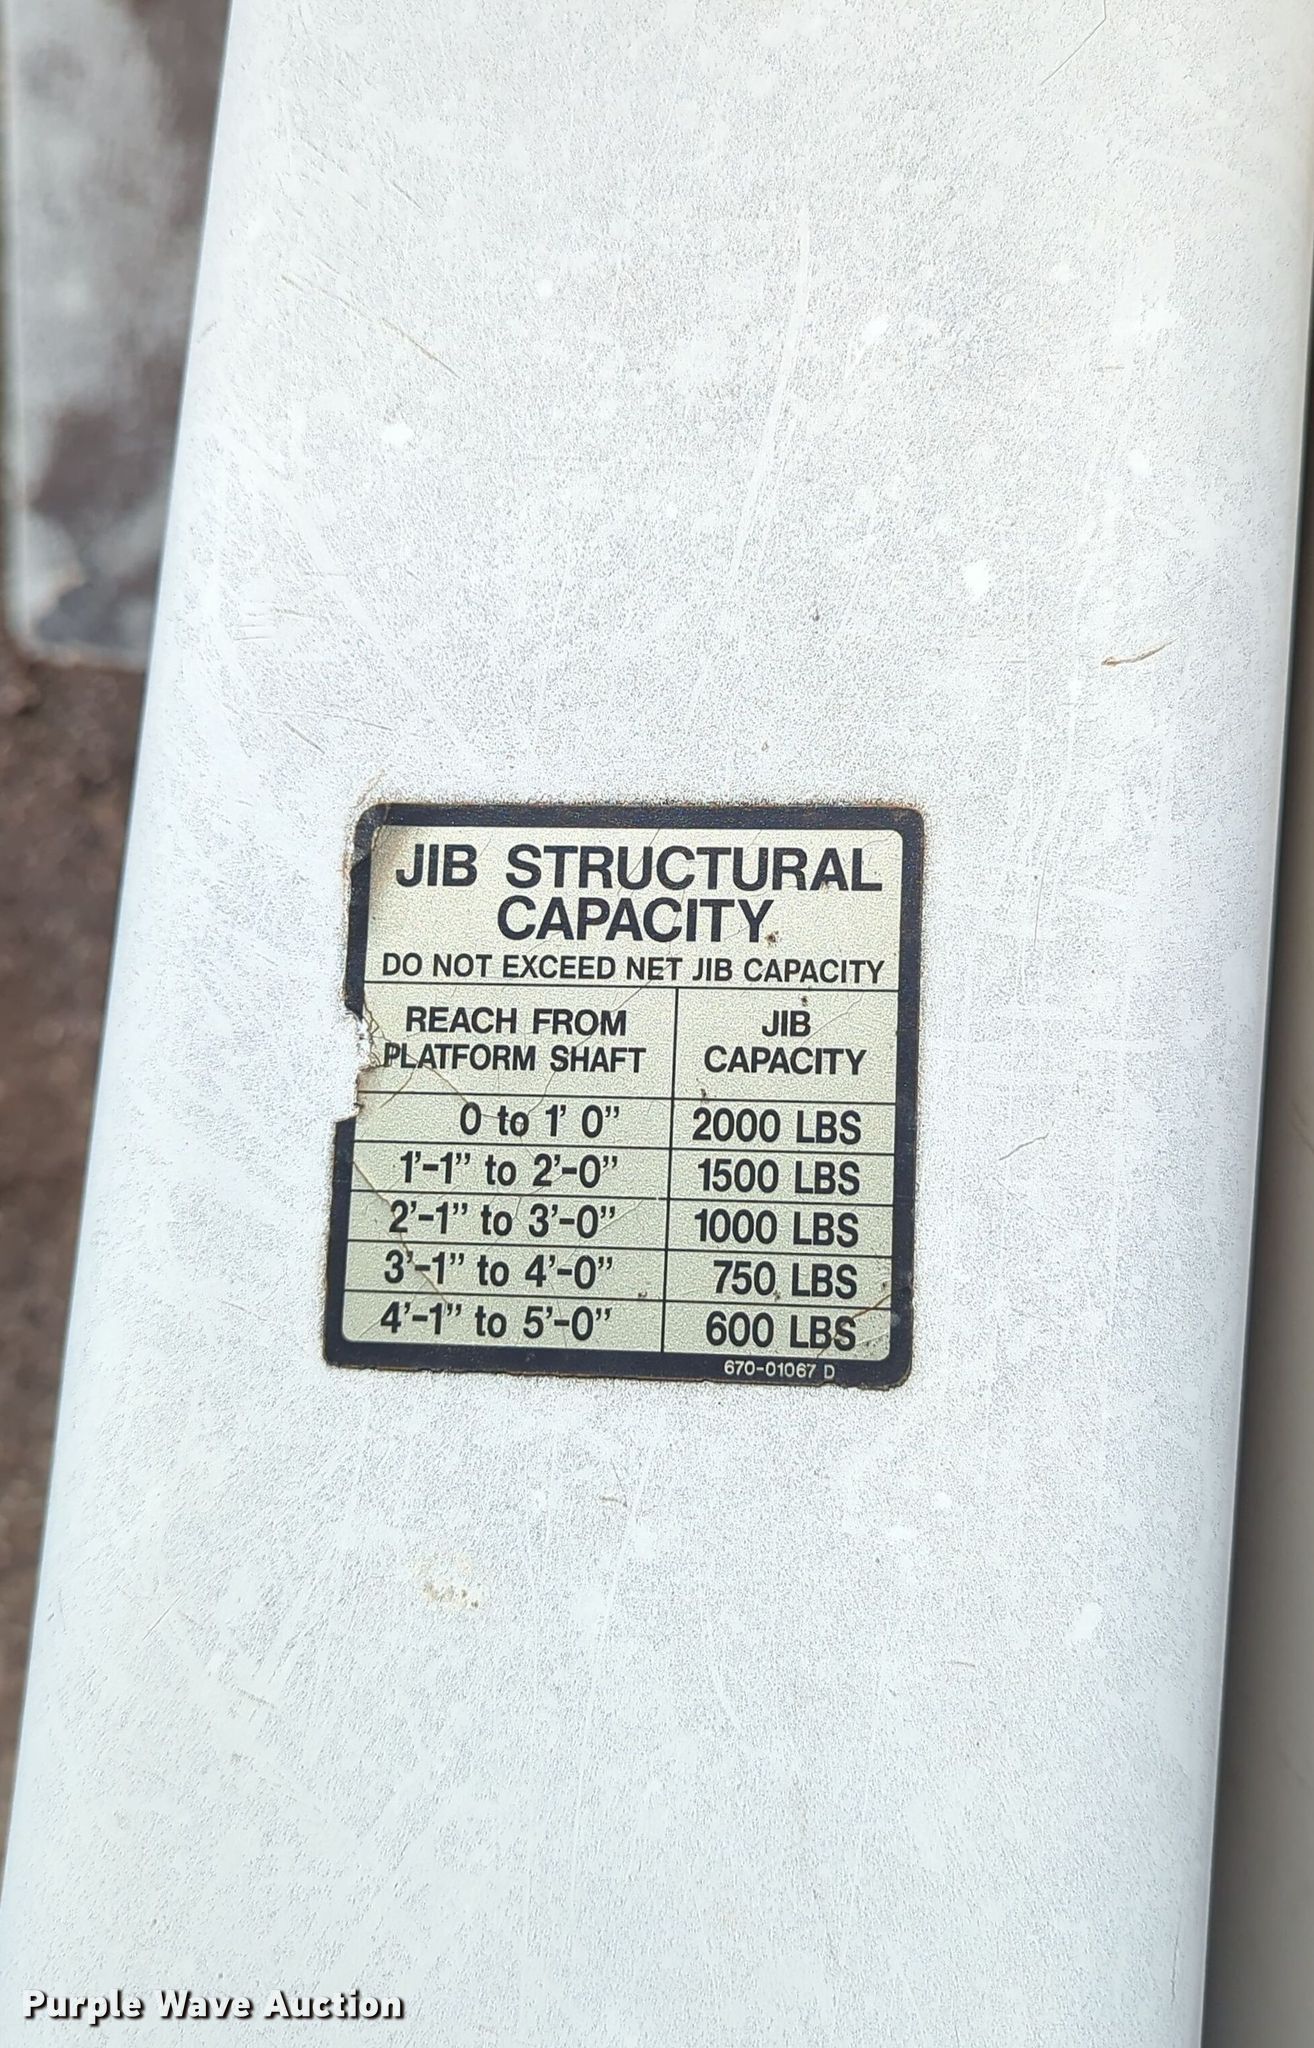 JIB STRUCTURAL
CAPACITY
DO NOT EXCEED NET JIB CAPACITY
REACH FROM
PLATFORM SHAFT
JIB
CAPACITY
0 to 1' 0" 2000 LBS
1'-1" to 2'-0" 1500 LBS
2'-1" to 3'-0" 1000 LBS
3'-1" to 4'-0" 750 LBS
4'-1" to 5'-0" 600 LBS
670-01067 D
Purple Wave Auction